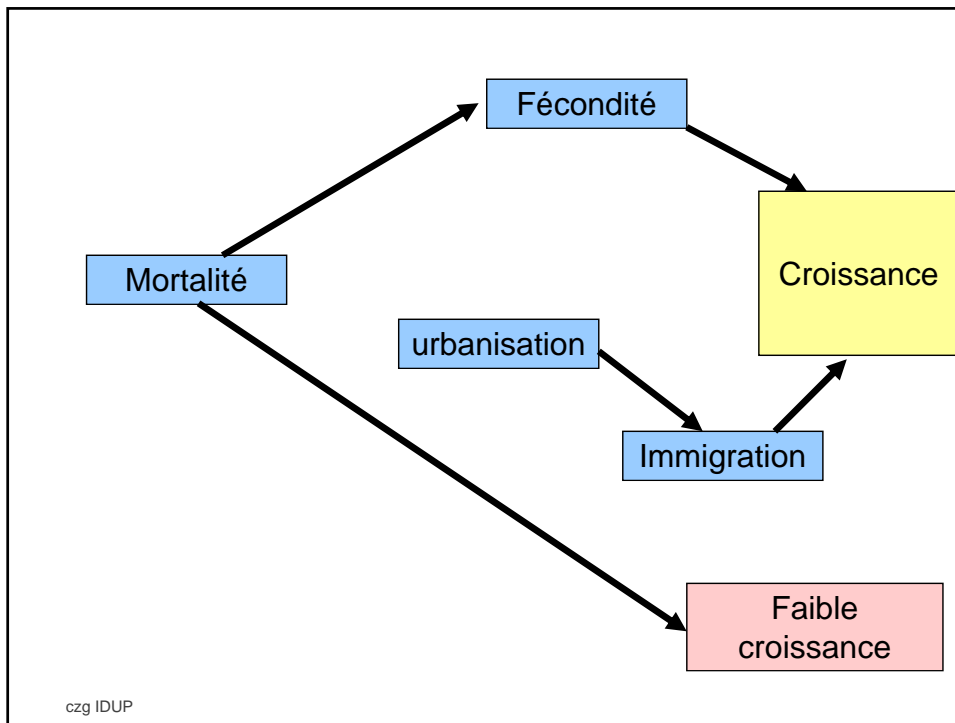 Fécondité
Mortalité
Croissance
urbanisation
Immigration
Faible
croissance
czg IDUP